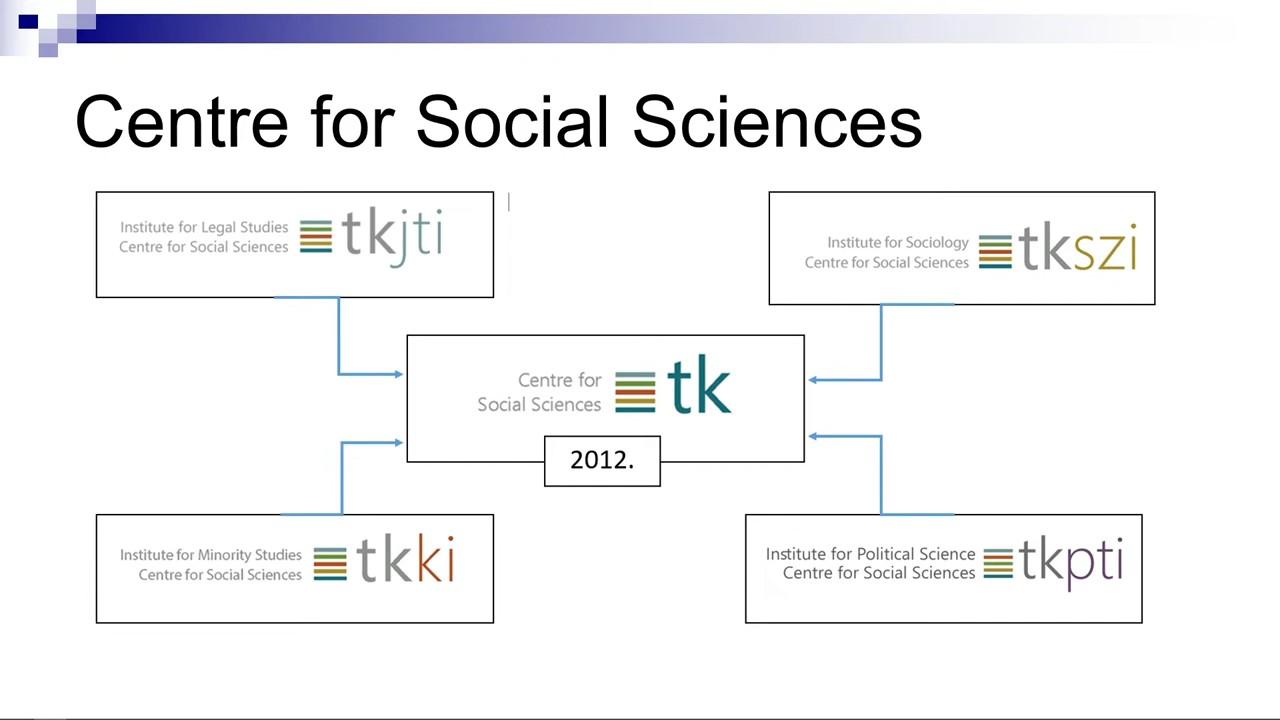 Centre for Social Sciences
Institute for Legal Studies
Centre for Social Sciences
tkjti
Institute for Sociology
Centre for Social Sciences
tkszi
Centre for
Social Sciences
tk
2012.
Institute for Minority Studies
Centre for Social Sciences
tkki
Institute for Political Science
Centre for Social Sciences
tkpti